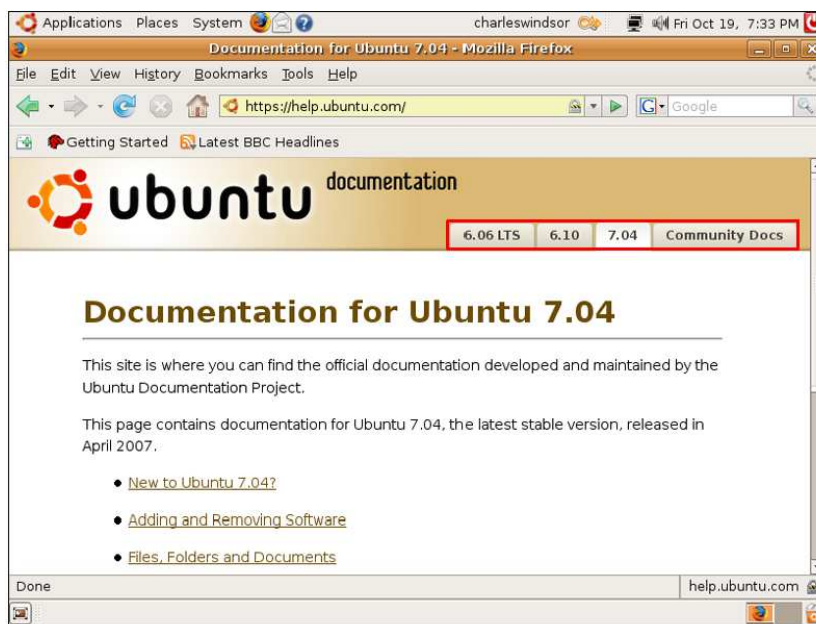 Applications Places System charleswindsor Fri Oct 19, 7:33 PM
Documentation for Ubuntu 7.04 - Mozilla Firefox
File Edit View History Bookmarks Tools Help
https://help.ubuntu.com/ G Google
Getting Started Latest BBC Headlines
ubuntu documentation
6.06 LTS 6.10 7.04 Community Docs
Documentation for Ubuntu 7.04
This site is where you can find the official documentation developed and maintained by the
Ubuntu Documentation Project.
This page contains documentation for Ubuntu 7.04, the latest stable version, released in
April 2007.
• New to Ubuntu 7.04?
• Adding and Removing Software
• Files, Folders and Documents
Done help.ubuntu.com